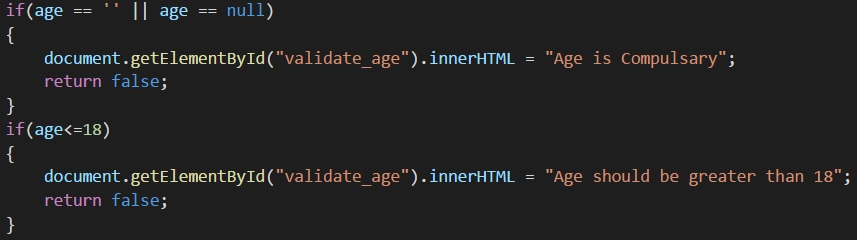 if(age == '' || age == null)
{
    document.getElementById("validate_age").innerHTML = "Age is Compulsary";
    return false;
}
if(age<=18)
{
    document.getElementById("validate_age").innerHTML = "Age should be greater than 18";
    return false;
}